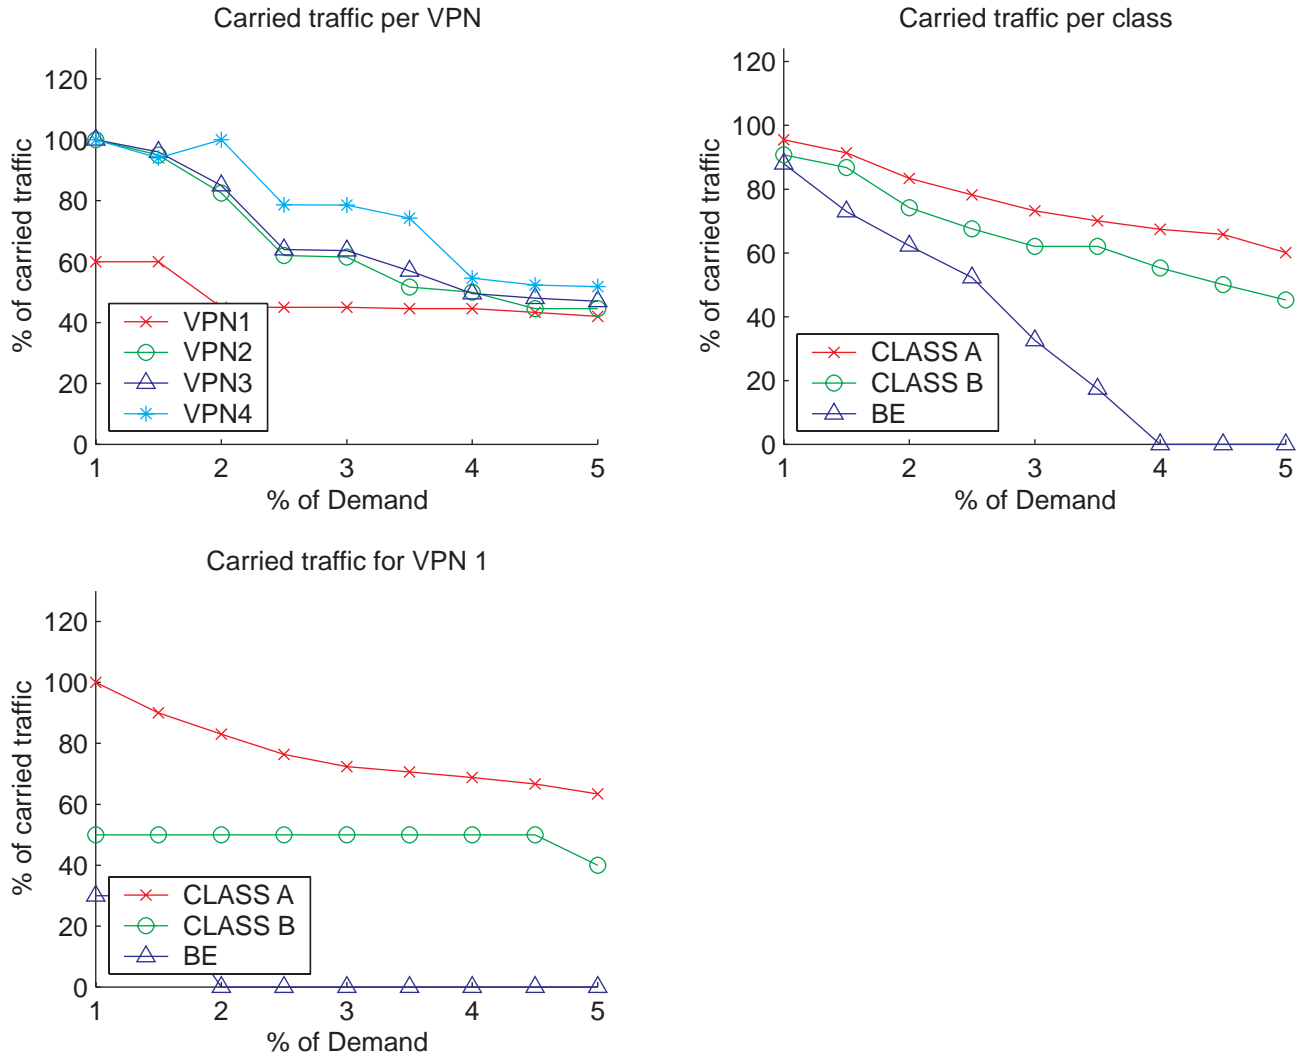 Carried traffic per VPN
% of carried traffic
120
100
80
60
40
20
0
VPN1
VPN2
VPN3
VPN4
1 2 3 4 5
% of Demand
Carried traffic per class
% of carried traffic
120
100
80
60
40
20
0
CLASS A
CLASS B
BE
1 2 3 4 5
% of Demand
Carried traffic for VPN 1
% of carried traffic
120
100
80
60
40
20
0
CLASS A
CLASS B
BE
1 2 3 4 5
% of Demand